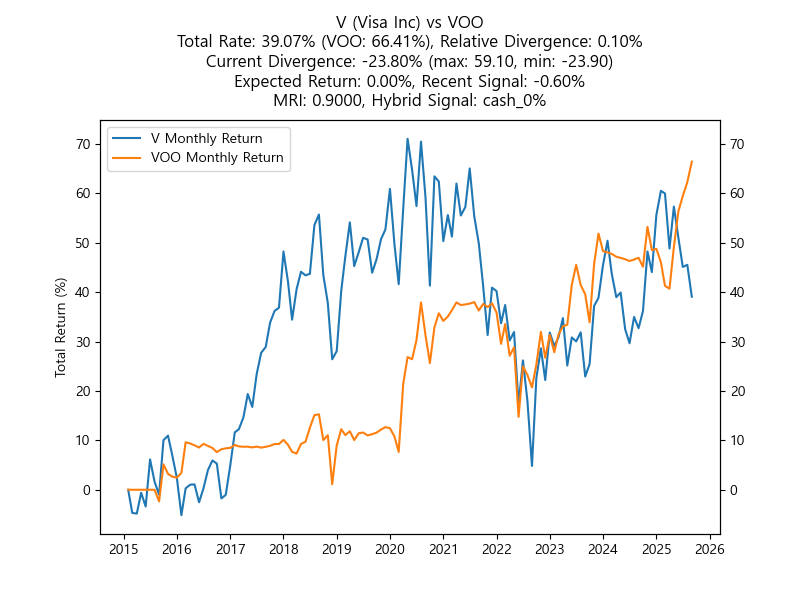 V (Visa Inc) vs VOO
Total Rate: 39.07% (VOO: 66.41%), Relative Divergence: 0.10%
Current Divergence: -23.80% (max: 59.10, min: -23.90)
Expected Return: 0.00%, Recent Signal: -0.60%
MRI: 0.9000, Hybrid Signal: cash_0%
V Monthly Return
VOO Monthly Return
Total Return (%)
70 70
60 60
50 50
40 40
30 30
20 20
10 10
0 0
2015 2016 2017 2018 2019 2020 2021 2022 2023 2024 2025 2026